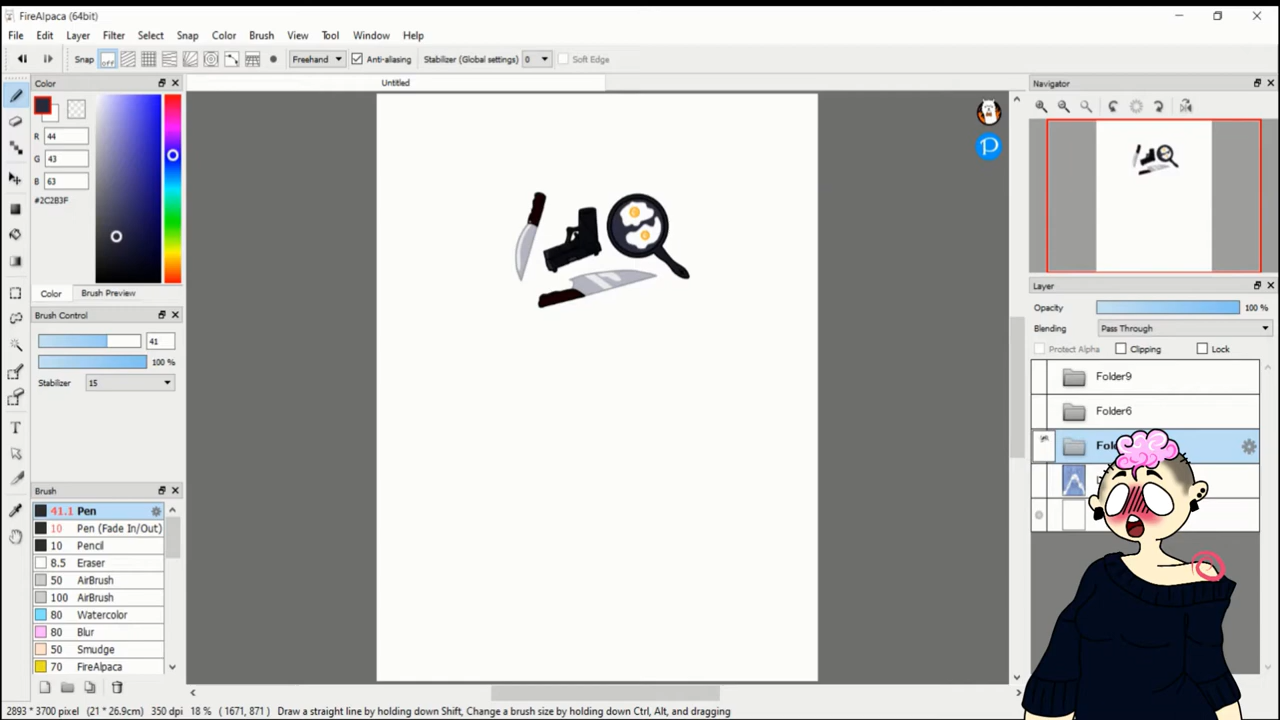 FireAlpaca (64bit)
File Edit Layer Filter Select Snap Color Brush View Tool Window Help
Snap off Freehand Anti-aliasing Stabilizer (Global settings) 0 Soft Edge
Color Untitled Navigator
R 44
G 43
B 63
#2C2B3F
P
Color Brush Preview
Brush Control
41
100 %
Stabilizer 15
Brush
41.1 Pen
10 Pen (Fade In/Out)
10 Pencil
8.5 Eraser
50 AirBrush
100 AirBrush
80 Watercolor
80 Blur
50 Smudge
70 FireAlpaca
Layer
Opacity 100 %
Blending Pass Through
Protect Alpha Clipping Lock
Folder9
Folder6
2893 * 3700 pixel (21 * 26.9cm) 350 dpi 18 % ( 1671, 871 ) Draw a straight line by holding down Shift, Change a brush size by holding down Ctrl, Alt, and dragging